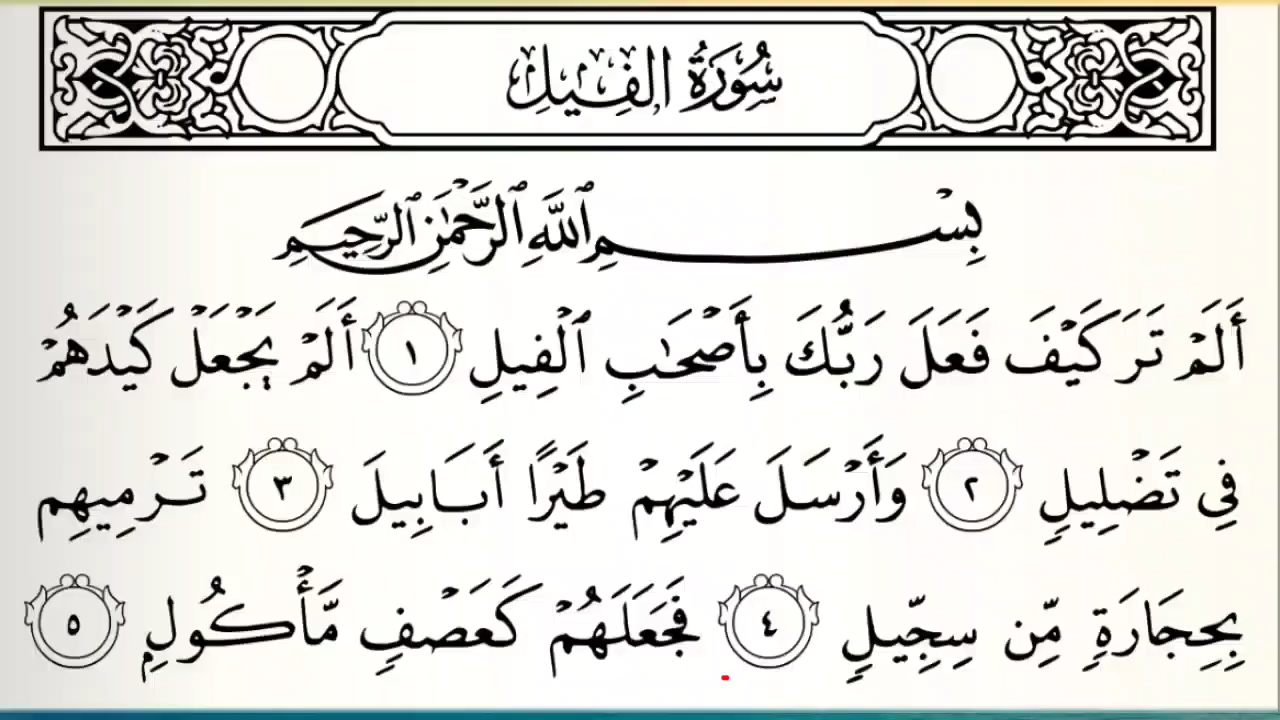 سُورَةُ الفِيلِ
بِسْمِ ٱللَّهِ ٱلرَّحْمَٰنِ ٱلرَّحِيمِ
أَلَمْ تَرَ كَيْفَ فَعَلَ رَبُّكَ بِأَصْحَٰبِ ٱلْفِيلِ ١ أَلَمْ يَجْعَلْ كَيْدَهُمْ
فِى تَضْلِيلٍ ٢ وَأَرْسَلَ عَلَيْهِمْ طَيْرًا أَبَابِيلَ ٣ تَرْمِيهِم
بِحِجَارَةٍ مِّن سِجِّيلٍ ٤ فَجَعَلَهُمْ كَعَصْفٍ مَّأْكُولٍۭ ٥